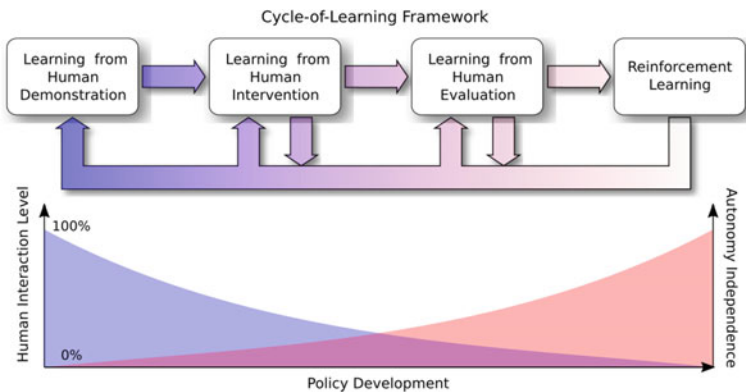 Cycle-of-Learning Framework
Learning from
Human
Demonstration
Learning from
Human
Intervention
Learning from
Human
Evaluation
Reinforcement
Learning
Human Interaction Level
100%
0%
Autonomy Independence
Policy Development